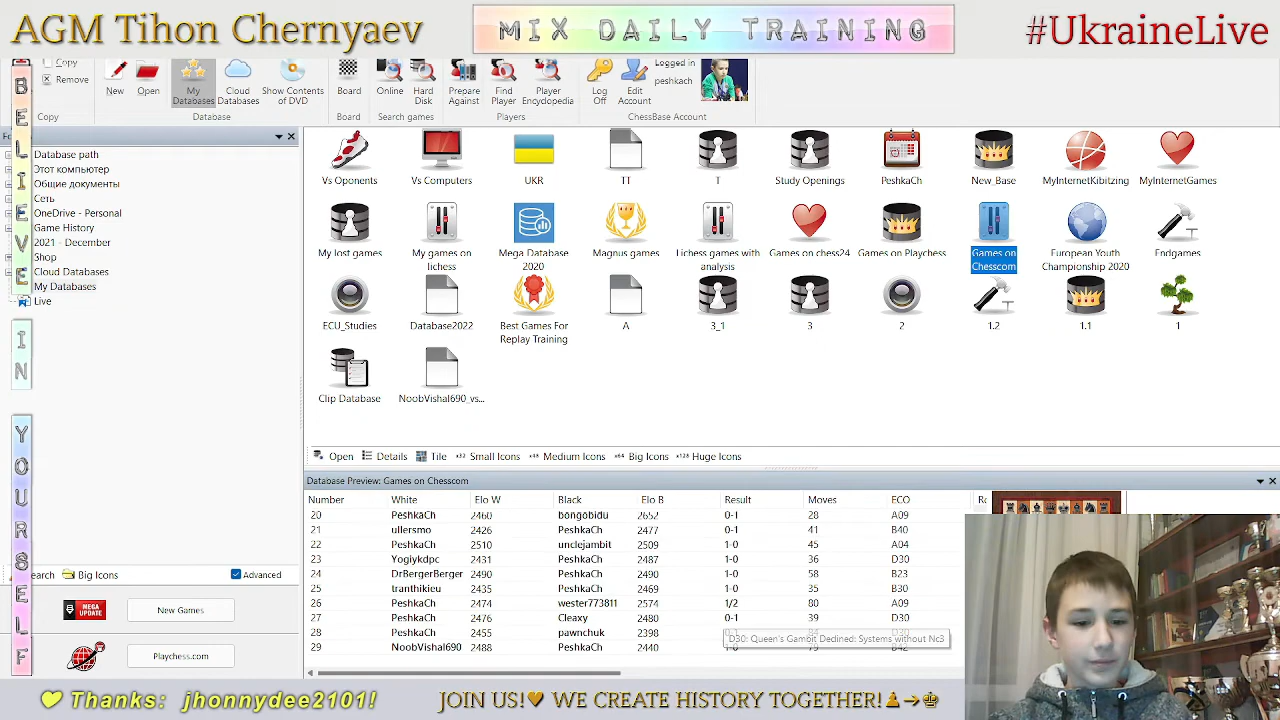 AGM Tihon Chernyaev
MIX DAILY TRAINING
#UkraineLive
BELIEVE
IN
YOURSELF
Copy
Remove
Copy
New
Open
My Databases
Cloud Databases
Show Contents of DVD
Database
Board
Board
Online
Hard Disk
Search games
Prepare Against
Find Player
Player Encyclopedia
Players
Log Off
Edit Account
Logged in
peshkach
ChessBase Account
Database path
Этот компьютер
Общие документы
Сеть
OneDrive - Personal
Game History
2021 - December
Shop
Cloud Databases
My Databases
Live
Vs Oponents
Vs Computers
UKR
TT
T
Study Openings
PeshkaCh
New_Base
MyInternetKibitzing
MyInternetGames
My lost games
My games on lichess
Mega Database 2020
Magnus games
Lichess games with analysis
Games on chess24
Games on Playchess
Games on Chesscom
European Youth Championship 2020
Endgames
ECU_Studies
Database2022
Best Games For Replay Training
A
3_1
3
2
1.2
1.1
1
Clip Database
NoobVishal690_vs...
Open Details Tile x32 Small Icons x48 Medium Icons x64 Big Icons x128 Huge Icons
Database Preview: Games on Chesscom
Number White Elo W Black Elo B Result Moves ECO
20 PeshkaCh 2460 bongobidu 2652 0-1 28 A09
21 ullersmo 2426 PeshkaCh 2477 0-1 41 B40
22 PeshkaCh 2510 unclejambit 2509 1-0 45 A04
23 Yogiykdpc 2431 PeshkaCh 2487 1-0 36 D30
24 DrBergerBerger 2490 PeshkaCh 2490 1-0 58 B23
25 tranthikieu 2430 PeshkaCh 2469 1-0 35 B30
26 PeshkaCh 2474 wester773811 2574 1/2 80 A09
27 PeshkaCh 2476 Cleaxy 2480 0-1 39 D30
28 PeshkaCh 2455 pawnchuk 2398
D30: Queen's Gambit Declined: Systems without Nc3
29 NoobVishal690 2488 PeshkaCh 2440
Big Icons
Advanced
MEGA UPDATE
New Games
Playchess.com
Thanks: jhonnydee2101!
JOIN US! WE CREATE HISTORY TOGETHER!